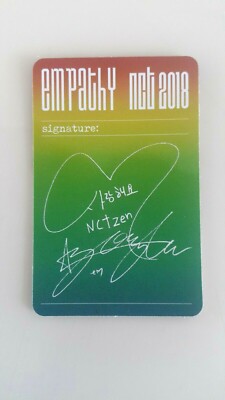 empathy nct 2018
signature:
사랑해요
NCTzen